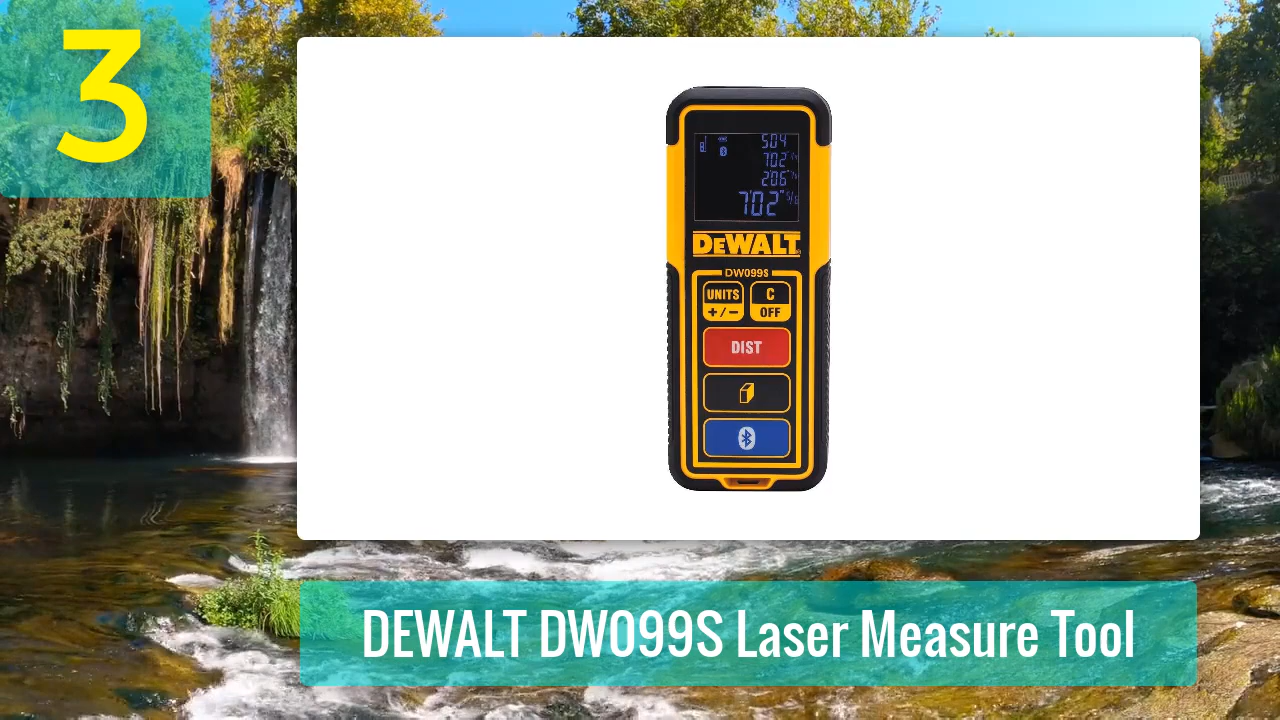 3
504
702
206
702
DEWALT
DW099S
UNITS C
+/− OFF
DIST
DEWALT DW099S Laser Measure Tool